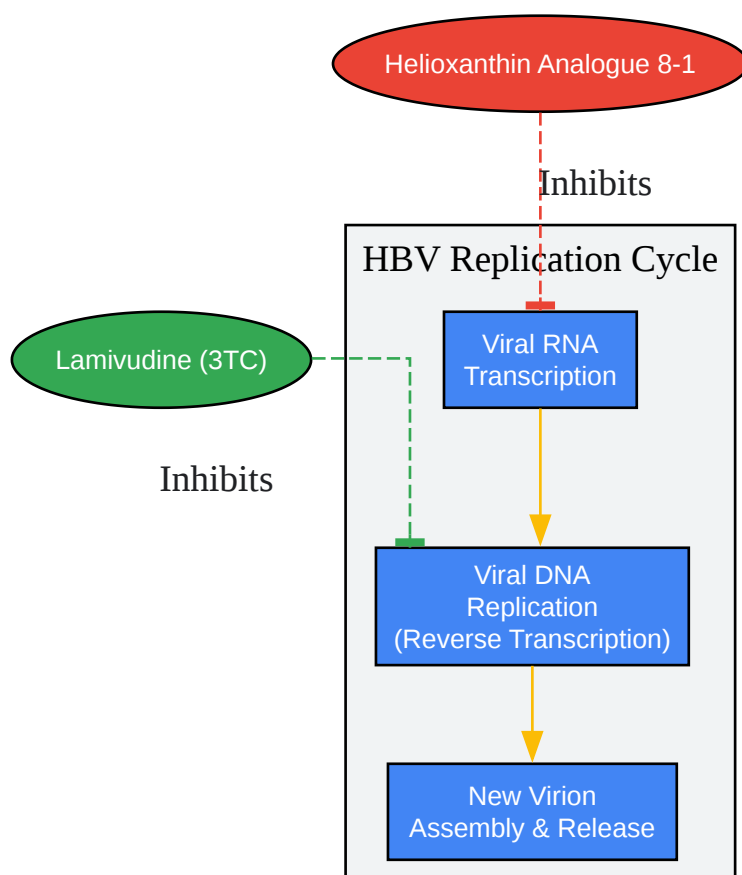 Helioxanthin Analogue 8-1
Inhibits
HBV Replication Cycle
Viral RNA
Transcription
Lamivudine (3TC)
Inhibits
Viral DNA
Replication
(Reverse Transcription)
New Virion
Assembly & Release